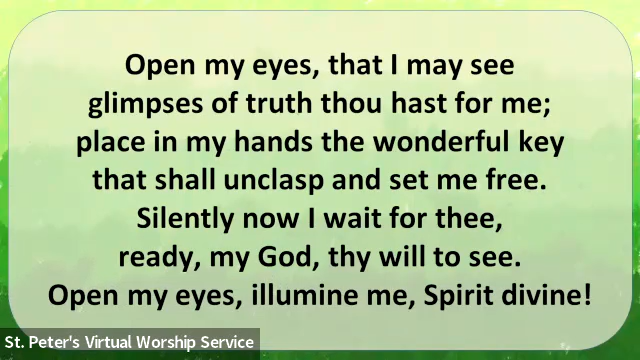 Open my eyes, that I may see
glimpses of truth thou hast for me;
place in my hands the wonderful key
that shall unclasp and set me free.
Silently now I wait for thee,
ready, my God, thy will to see.
Open my eyes, illumine me, Spirit divine!
St. Peter's Virtual Worship Service